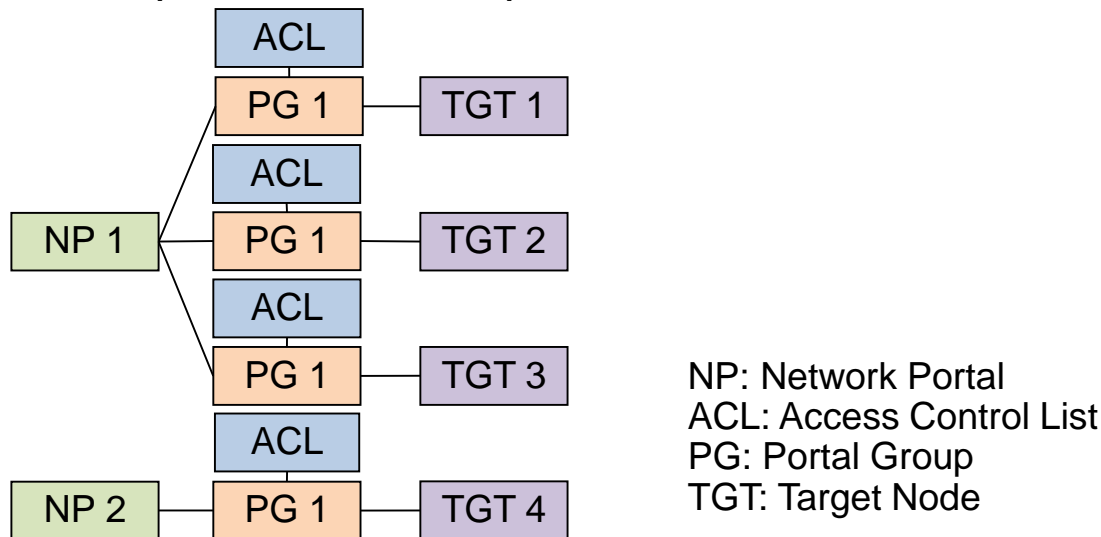 ACL
PG 1
TGT 1
ACL
NP 1
PG 1
TGT 2
ACL
PG 1
TGT 3
ACL
NP 2
PG 1
TGT 4
NP: Network Portal
ACL: Access Control List
PG: Portal Group
TGT: Target Node